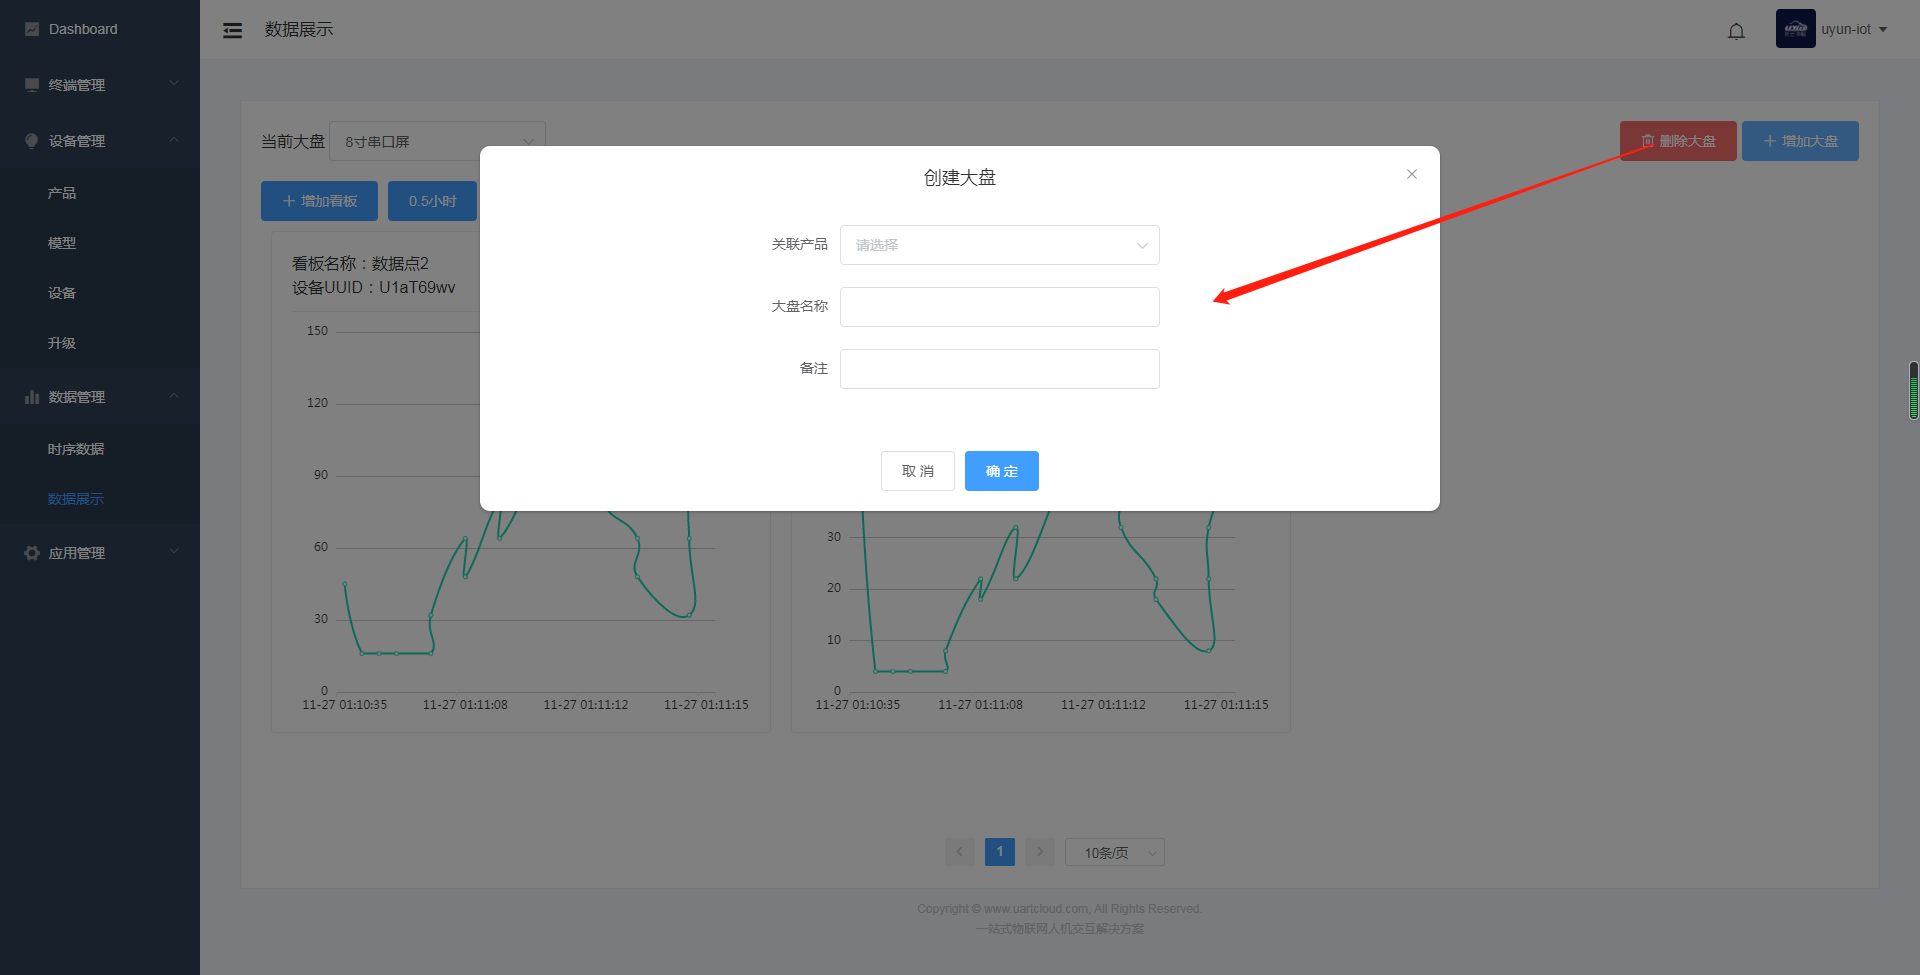 Dashboard
终端管理
设备管理
产品
模型
设备
升级
数据管理
时序数据
数据展示
应用管理
数据展示
uyun-iot
当前大盘
8寸串口屏
删除大盘
增加大盘
增加看板
0.5小时
看板名称：数据点2
设备UUID：U1aT69wv
150
120
90
60
30
0
11-27 01:10:35
11-27 01:11:08
11-27 01:11:12
11-27 01:11:15
30
20
10
0
11-27 01:10:35
11-27 01:11:08
11-27 01:11:12
11-27 01:11:15
创建大盘
关联产品
请选择
大盘名称
备注
取 消
确 定
1
10条/页
Copyright © www.uartcloud.com, All Rights Reserved.
一站式物联网人机交互解决方案